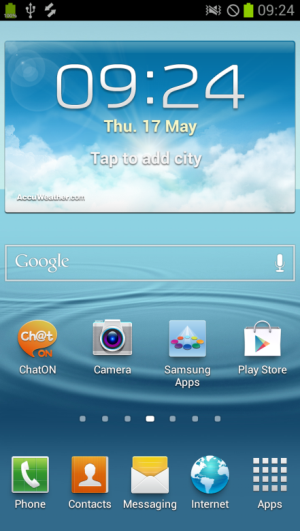 09:24
09:24
Thu. 17 May
Tap to add city
AccuWeather.com
Google
Ch@t
ON
ChatON
Camera
Samsung
Apps
Play Store
Phone
Contacts
Messaging
Internet
Apps